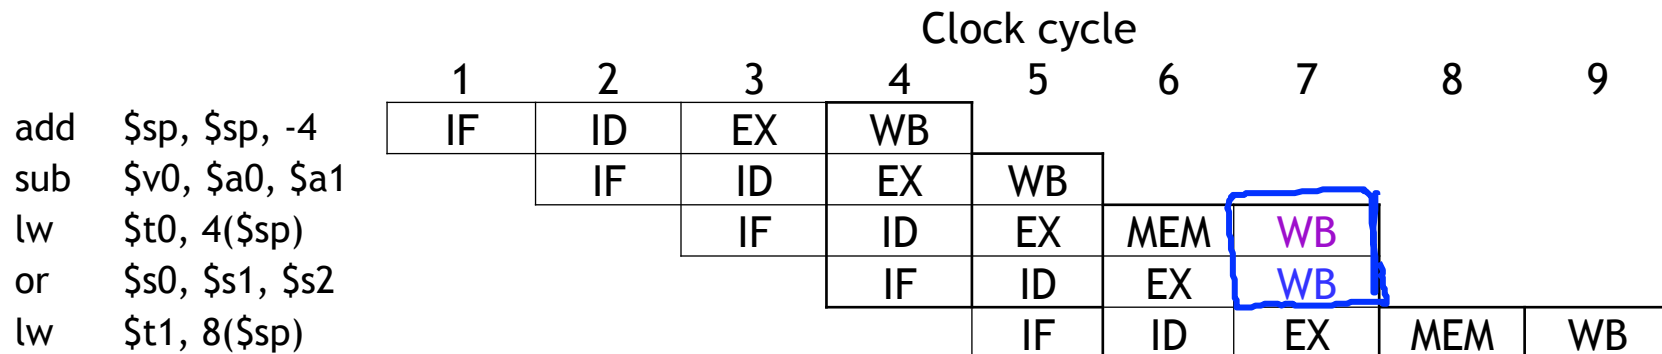 Clock cycle
1 2 3 4 5 6 7 8 9
add $sp, $sp, -4 IF ID EX WB
sub $v0, $a0, $a1 IF ID EX WB
lw $t0, 4($sp) IF ID EX MEM WB
or $s0, $s1, $s2 IF ID EX WB
lw $t1, 8($sp) IF ID EX MEM WB